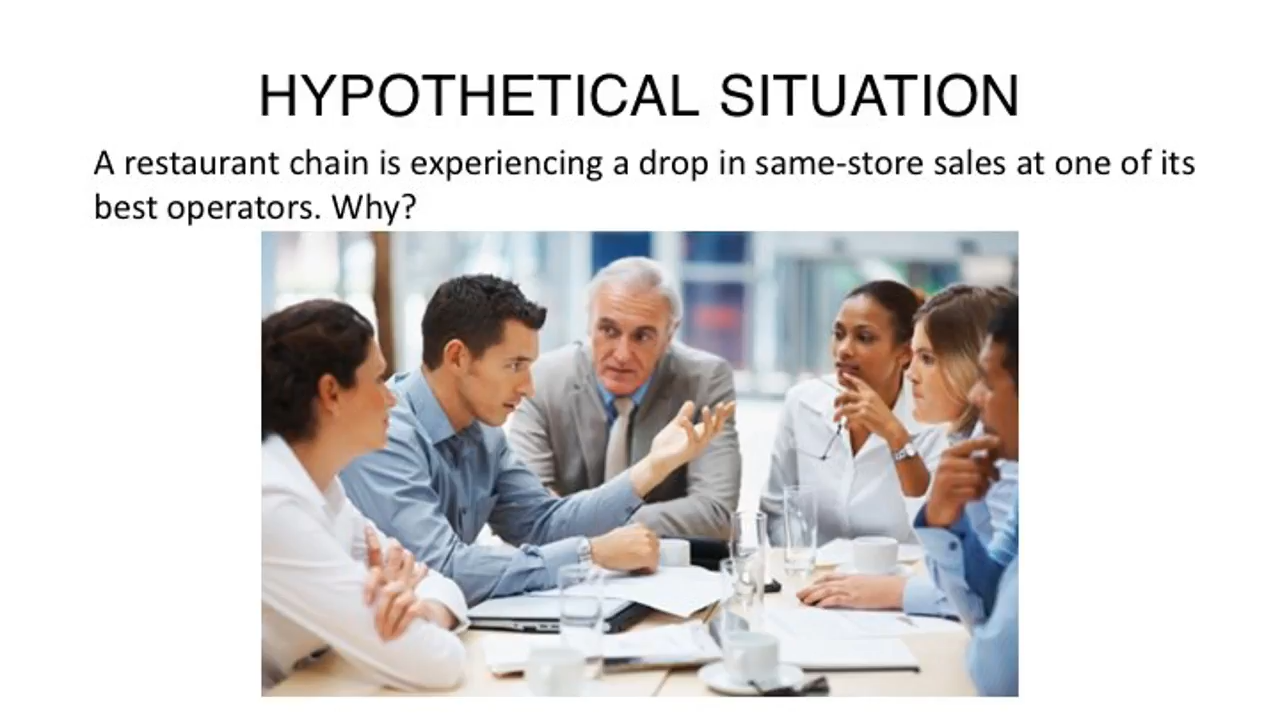 HYPOTHETICAL SITUATION
A restaurant chain is experiencing a drop in same-store sales at one of its
best operators. Why?